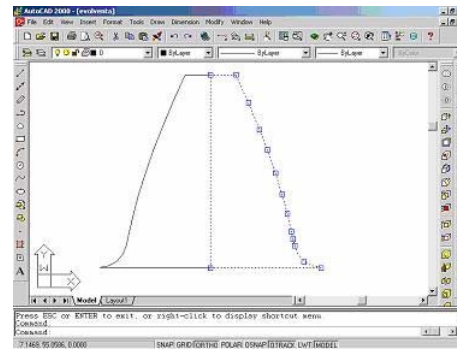 AutoCAD 2000 - [evolventa]
File Edit View Insert Format Tools Draw Dimension Modify Window Help
0 ByLayer ByLayer ByLayer ByColor
Y
W
X
Model Layout1
Press ESC or ENTER to exit, or right-click to display shortcut menu
Command:
Command:
SNAP GRID ORTHO POLAR OSNAP OTRACK LWT MODEL